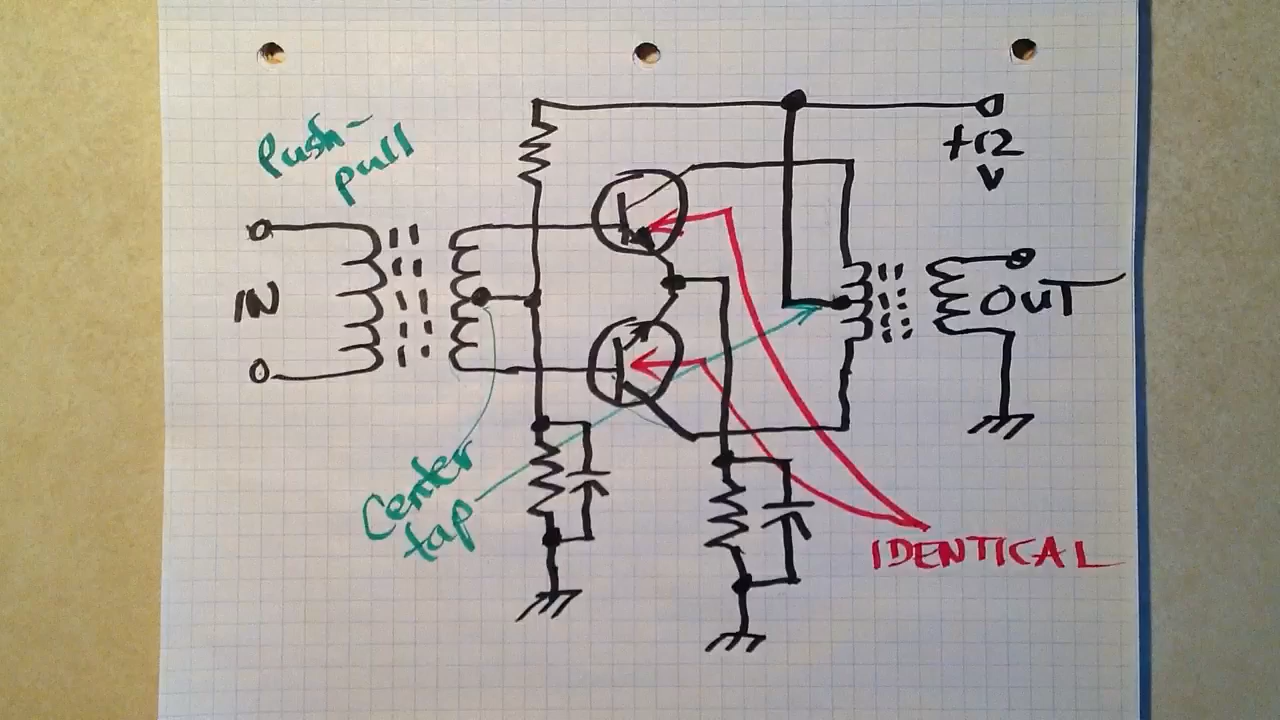 Push-
pull
+12
V
IN
OUT
Center
tap
IDENTICAL